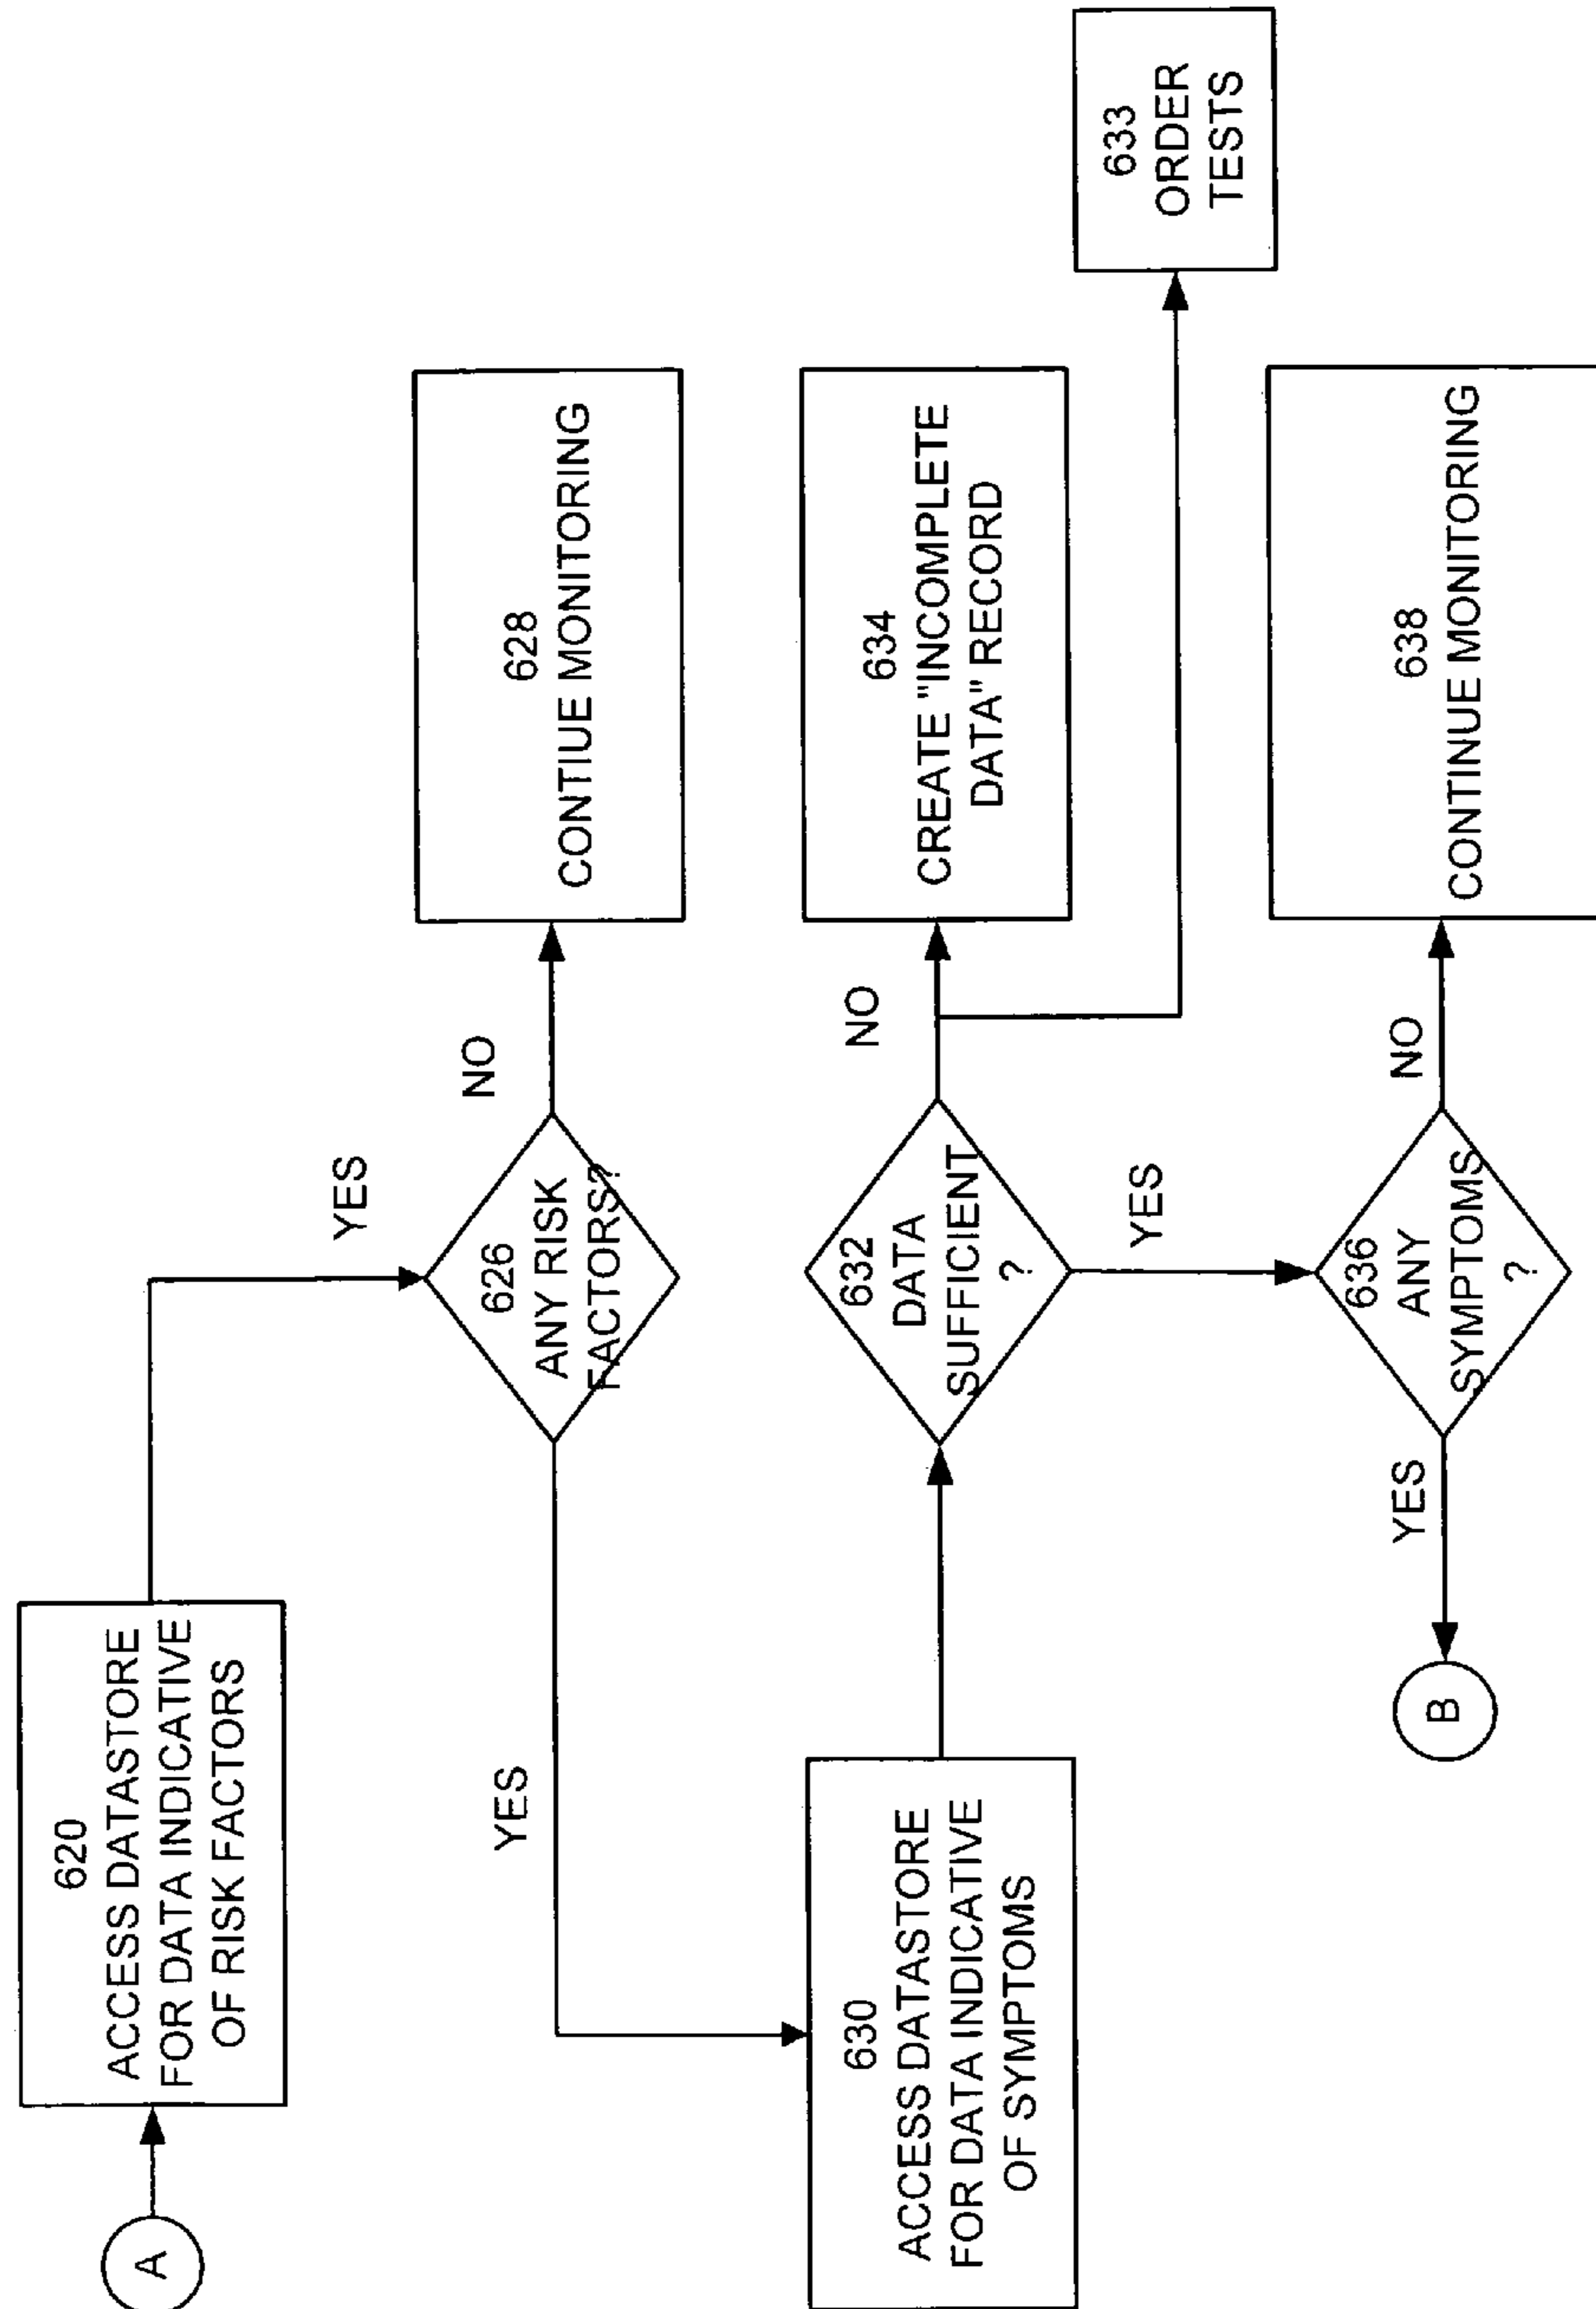 A
620
ACCESS DATASTORE
FOR DATA INDICATIVE
OF RISK FACTORS
YES
626
ANY RISK
FACTORS?
NO
628
CONTIUE MONITORING
YES
630
ACCESS DATASTORE
FOR DATA INDICATIVE
OF SYMPTOMS
632
DATA
SUFFICIENT
?
NO
634
CREATE "INCOMPLETE
DATA" RECORD
633
ORDER
TESTS
YES
636
ANY
SYMPTOMS
?
NO
638
CONTINUE MONITORING
YES
B